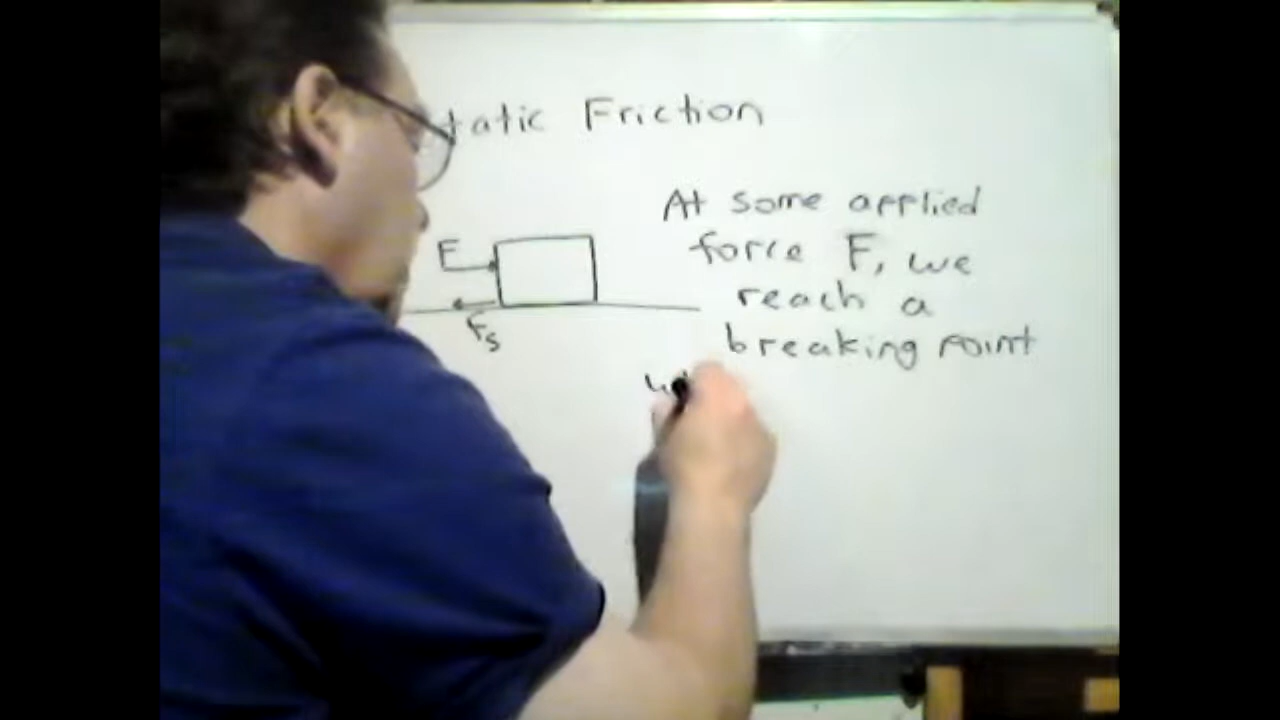 tatic Friction
At some applied
force F, we
reach a
breaking point
F
Fs